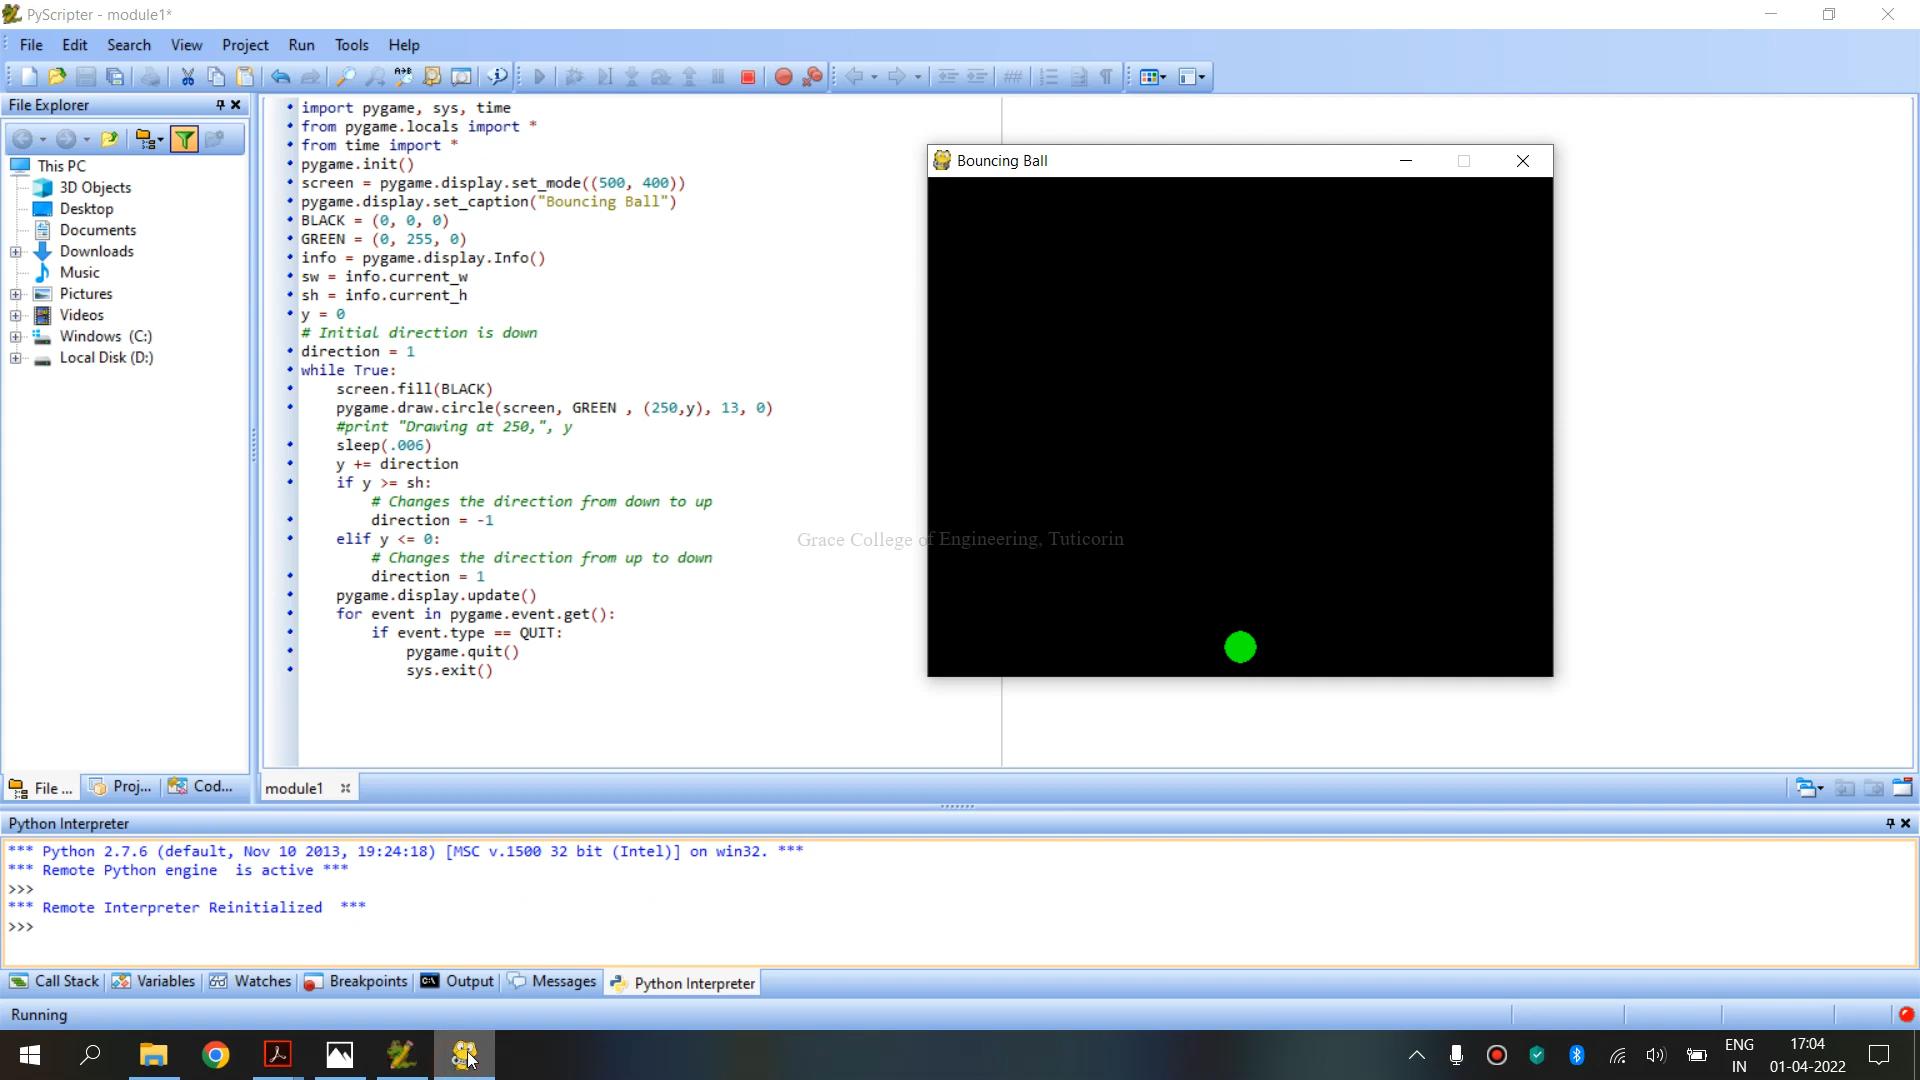 PyScripter - module1*
File Edit Search View Project Run Tools Help
File Explorer
This PC
3D Objects
Desktop
Documents
Downloads
Music
Pictures
Videos
Windows (C:)
Local Disk (D:)
File ... Proj... Cod...
import pygame, sys, time
from pygame.locals import *
from time import *
pygame.init()
screen = pygame.display.set_mode((500, 400))
pygame.display.set_caption("Bouncing Ball")
BLACK = (0, 0, 0)
GREEN = (0, 255, 0)
info = pygame.display.Info()
sw = info.current_w
sh = info.current_h
y = 0
# Initial direction is down
direction = 1
while True:
screen.fill(BLACK)
pygame.draw.circle(screen, GREEN , (250,y), 13, 0)
#print "Drawing at 250,", y
sleep(.006)
y += direction
if y >= sh:
# Changes the direction from down to up
direction = -1
elif y <= 0:
# Changes the direction from up to down
direction = 1
pygame.display.update()
for event in pygame.event.get():
if event.type == QUIT:
pygame.quit()
sys.exit()
Bouncing Ball
Grace College of Engineering, Tuticorin
module1
Python Interpreter
*** Python 2.7.6 (default, Nov 10 2013, 19:24:18) [MSC v.1500 32 bit (Intel)] on win32. ***
*** Remote Python engine  is active ***
>>>
*** Remote Interpreter Reinitialized  ***
>>>
Call Stack Variables Watches Breakpoints Output Messages Python Interpreter
Running
ENG
IN
17:04
01-04-2022